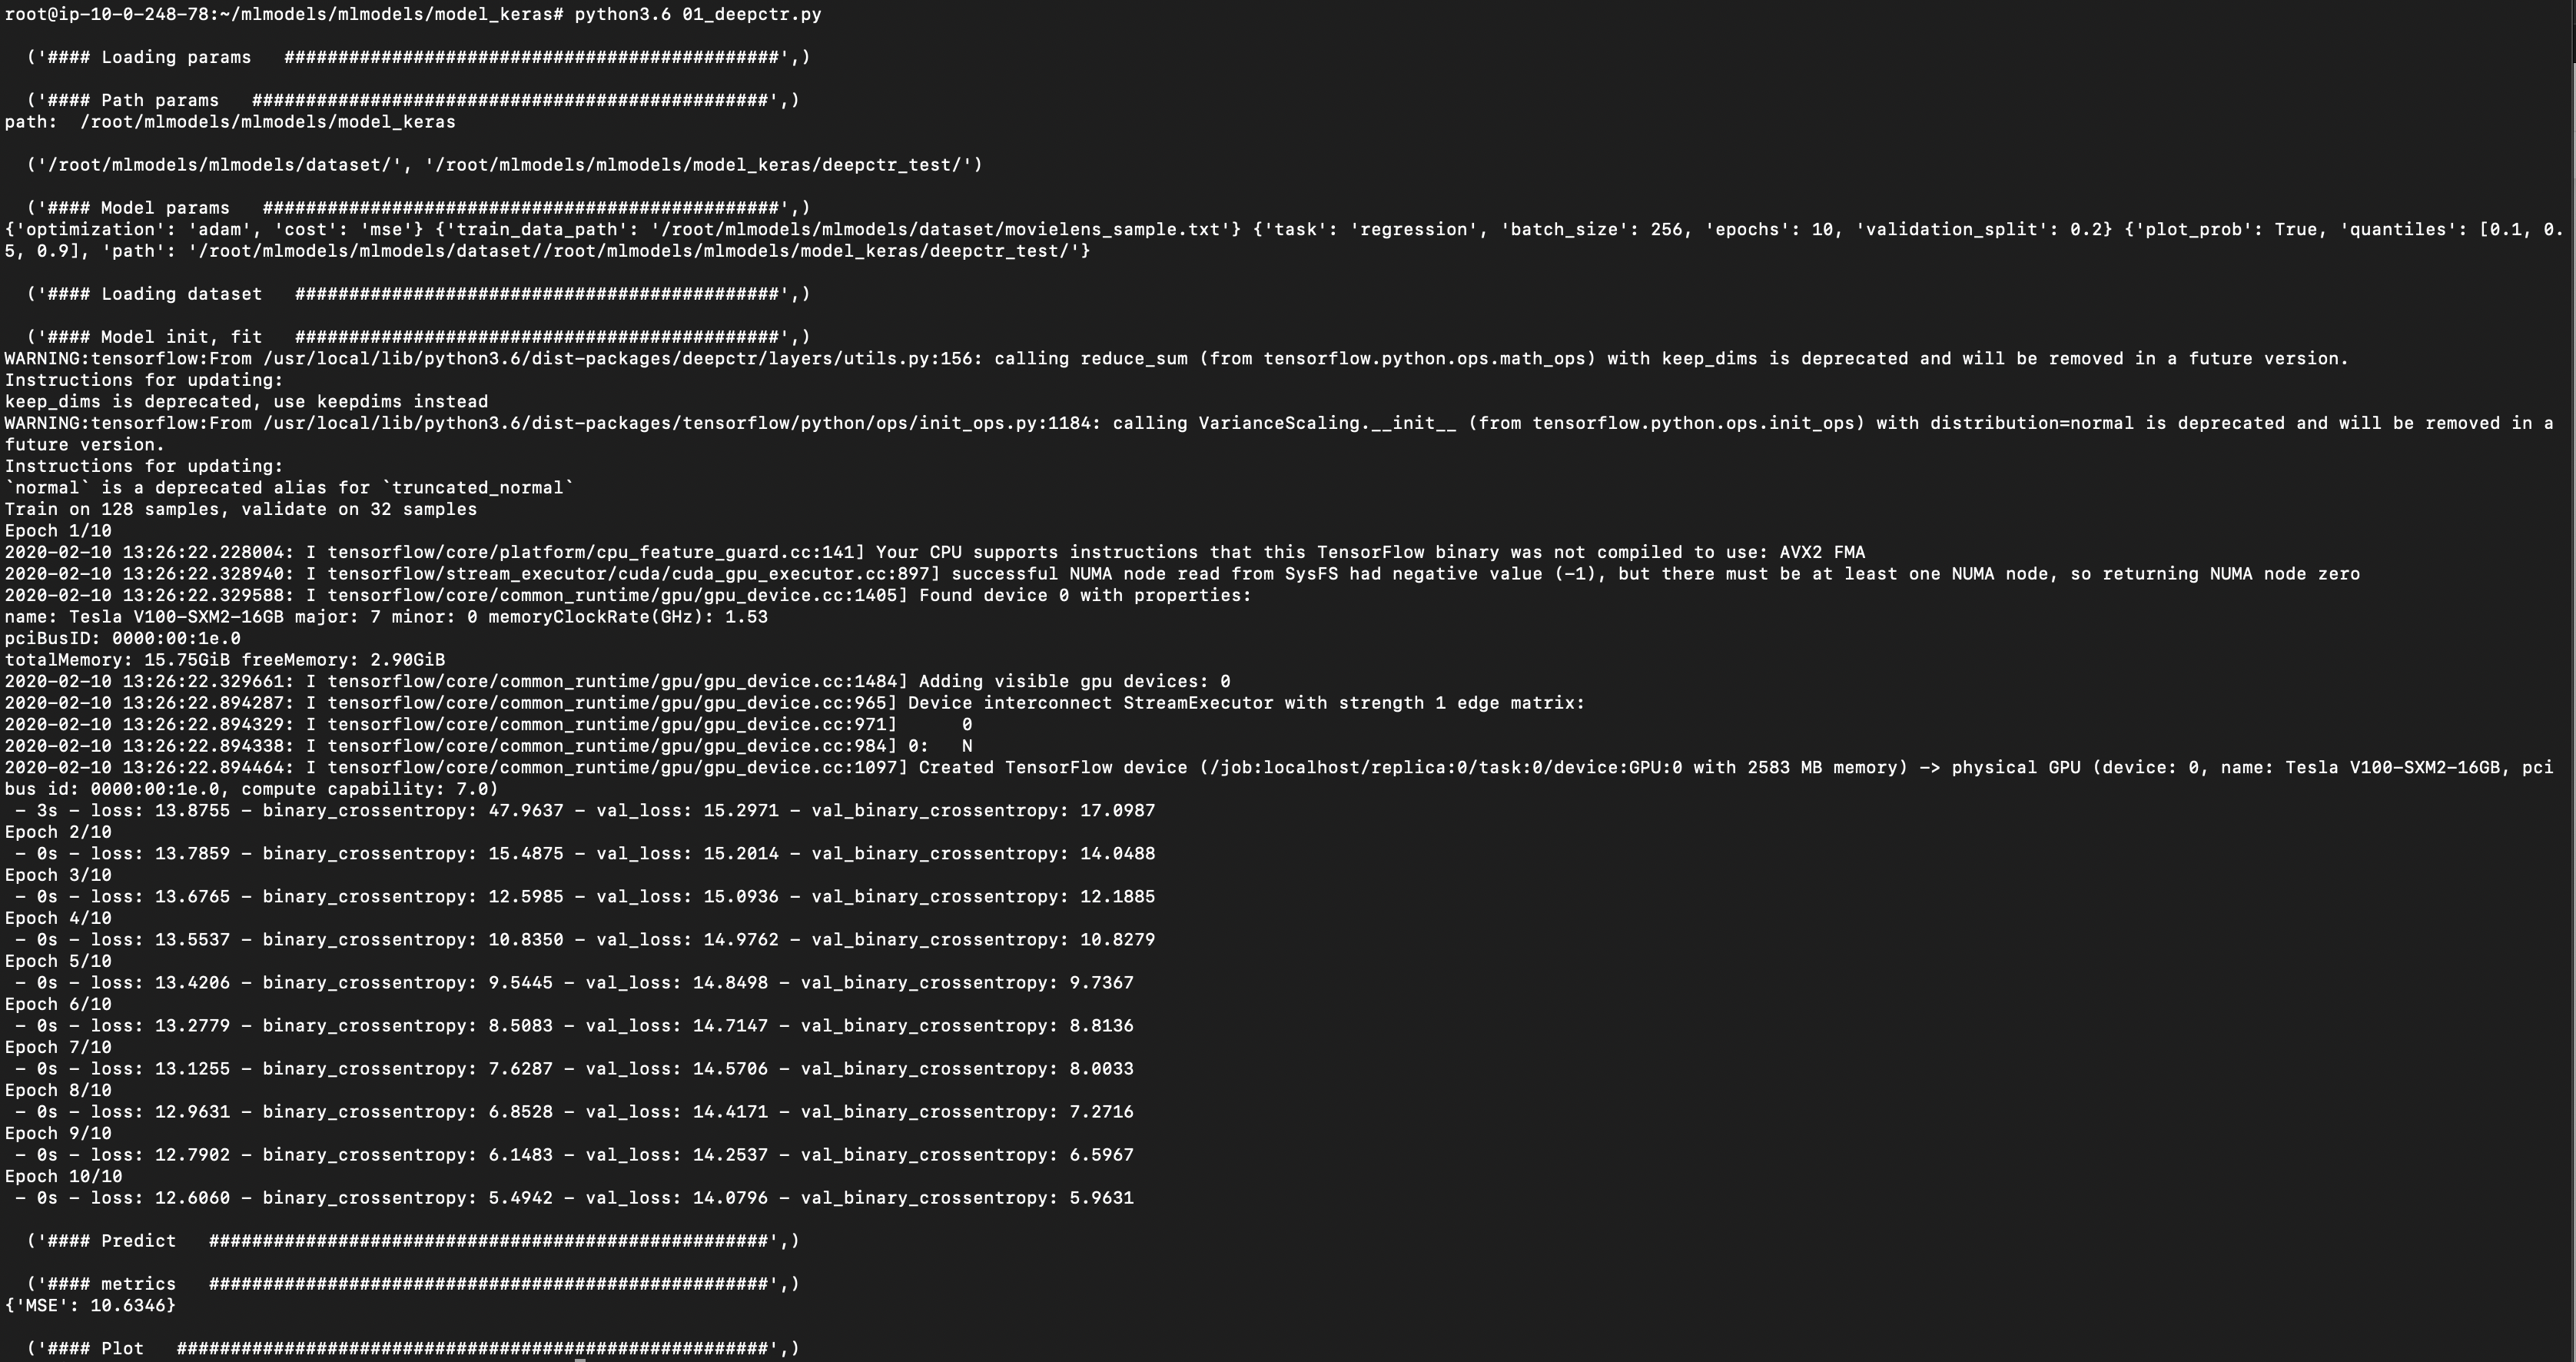 root@ip-10-0-248-78:~/mlmodels/mlmodels/model_keras# python3.6 01_deepctr.py
('#### Loading params   ##############################################',)
('#### Path params   ################################################',)
path:  /root/mlmodels/mlmodels/model_keras
('/root/mlmodels/mlmodels/dataset/', '/root/mlmodels/mlmodels/model_keras/deepctr_test/')
('#### Model params   ################################################',)
{'optimization': 'adam', 'cost': 'mse'} {'train_data_path': '/root/mlmodels/mlmodels/dataset/movielens_sample.txt'} {'task': 'regression', 'batch_size': 256, 'epochs': 10, 'validation_split': 0.2} {'plot_prob': True, 'quantiles': [0.1, 0.
5, 0.9], 'path': '/root/mlmodels/mlmodels/dataset//root/mlmodels/mlmodels/model_keras/deepctr_test/'}
('#### Loading dataset   #############################################',)
('#### Model init, fit   #############################################',)
WARNING:tensorflow:From /usr/local/lib/python3.6/dist-packages/deepctr/layers/utils.py:156: calling reduce_sum (from tensorflow.python.ops.math_ops) with keep_dims is deprecated and will be removed in a future version.
Instructions for updating:
keep_dims is deprecated, use keepdims instead
WARNING:tensorflow:From /usr/local/lib/python3.6/dist-packages/tensorflow/python/ops/init_ops.py:1184: calling VarianceScaling.__init__ (from tensorflow.python.ops.init_ops) with distribution=normal is deprecated and will be removed in a
future version.
Instructions for updating:
`normal` is a deprecated alias for `truncated_normal`
Train on 128 samples, validate on 32 samples
Epoch 1/10
2020-02-10 13:26:22.228004: I tensorflow/core/platform/cpu_feature_guard.cc:141] Your CPU supports instructions that this TensorFlow binary was not compiled to use: AVX2 FMA
2020-02-10 13:26:22.328940: I tensorflow/stream_executor/cuda/cuda_gpu_executor.cc:897] successful NUMA node read from SysFS had negative value (-1), but there must be at least one NUMA node, so returning NUMA node zero
2020-02-10 13:26:22.329588: I tensorflow/core/common_runtime/gpu/gpu_device.cc:1405] Found device 0 with properties:
name: Tesla V100-SXM2-16GB major: 7 minor: 0 memoryClockRate(GHz): 1.53
pciBusID: 0000:00:1e.0
totalMemory: 15.75GiB freeMemory: 2.90GiB
2020-02-10 13:26:22.329661: I tensorflow/core/common_runtime/gpu/gpu_device.cc:1484] Adding visible gpu devices: 0
2020-02-10 13:26:22.894287: I tensorflow/core/common_runtime/gpu/gpu_device.cc:965] Device interconnect StreamExecutor with strength 1 edge matrix:
2020-02-10 13:26:22.894329: I tensorflow/core/common_runtime/gpu/gpu_device.cc:971]      0
2020-02-10 13:26:22.894338: I tensorflow/core/common_runtime/gpu/gpu_device.cc:984] 0:   N
2020-02-10 13:26:22.894464: I tensorflow/core/common_runtime/gpu/gpu_device.cc:1097] Created TensorFlow device (/job:localhost/replica:0/task:0/device:GPU:0 with 2583 MB memory) -> physical GPU (device: 0, name: Tesla V100-SXM2-16GB, pci
bus id: 0000:00:1e.0, compute capability: 7.0)
- 3s - loss: 13.8755 - binary_crossentropy: 47.9637 - val_loss: 15.2971 - val_binary_crossentropy: 17.0987
Epoch 2/10
- 0s - loss: 13.7859 - binary_crossentropy: 15.4875 - val_loss: 15.2014 - val_binary_crossentropy: 14.0488
Epoch 3/10
- 0s - loss: 13.6765 - binary_crossentropy: 12.5985 - val_loss: 15.0936 - val_binary_crossentropy: 12.1885
Epoch 4/10
- 0s - loss: 13.5537 - binary_crossentropy: 10.8350 - val_loss: 14.9762 - val_binary_crossentropy: 10.8279
Epoch 5/10
- 0s - loss: 13.4206 - binary_crossentropy: 9.5445 - val_loss: 14.8498 - val_binary_crossentropy: 9.7367
Epoch 6/10
- 0s - loss: 13.2779 - binary_crossentropy: 8.5083 - val_loss: 14.7147 - val_binary_crossentropy: 8.8136
Epoch 7/10
- 0s - loss: 13.1255 - binary_crossentropy: 7.6287 - val_loss: 14.5706 - val_binary_crossentropy: 8.0033
Epoch 8/10
- 0s - loss: 12.9631 - binary_crossentropy: 6.8528 - val_loss: 14.4171 - val_binary_crossentropy: 7.2716
Epoch 9/10
- 0s - loss: 12.7902 - binary_crossentropy: 6.1483 - val_loss: 14.2537 - val_binary_crossentropy: 6.5967
Epoch 10/10
- 0s - loss: 12.6060 - binary_crossentropy: 5.4942 - val_loss: 14.0796 - val_binary_crossentropy: 5.9631
('#### Predict   ####################################################',)
('#### metrics   ####################################################',)
{'MSE': 10.6346}
('#### Plot   #######################################################',)